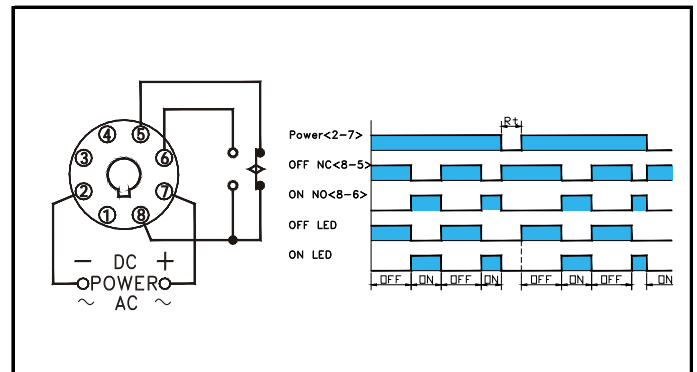 4 5
3 6
2 7
1 8
− DC +
POWER
~ AC ~
Rt
Power<2-7>
OFF NC<8-5>
ON NO<8-6>
OFF LED
ON LED
OFF ON OFF ON OFF ON OFF ON